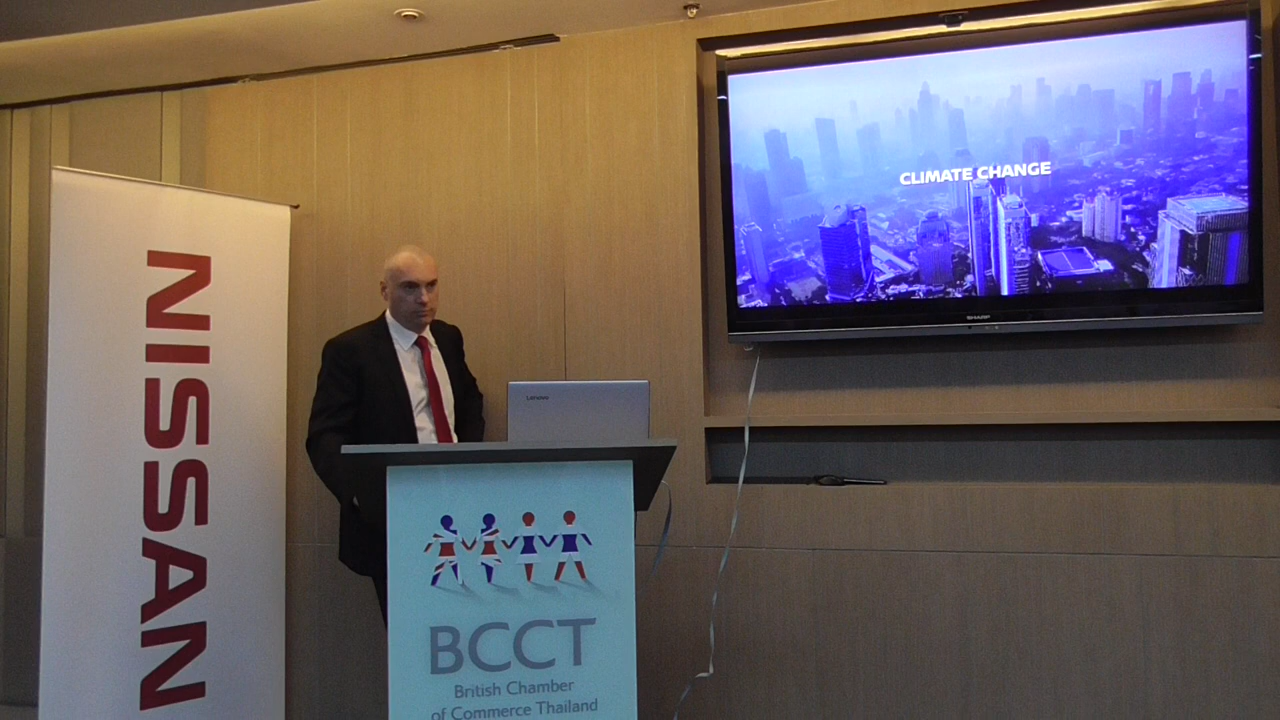 NISSAN
CLIMATE CHANGE
SHARP
Lenovo
BCCT
British Chamber
of Commerce Thailand